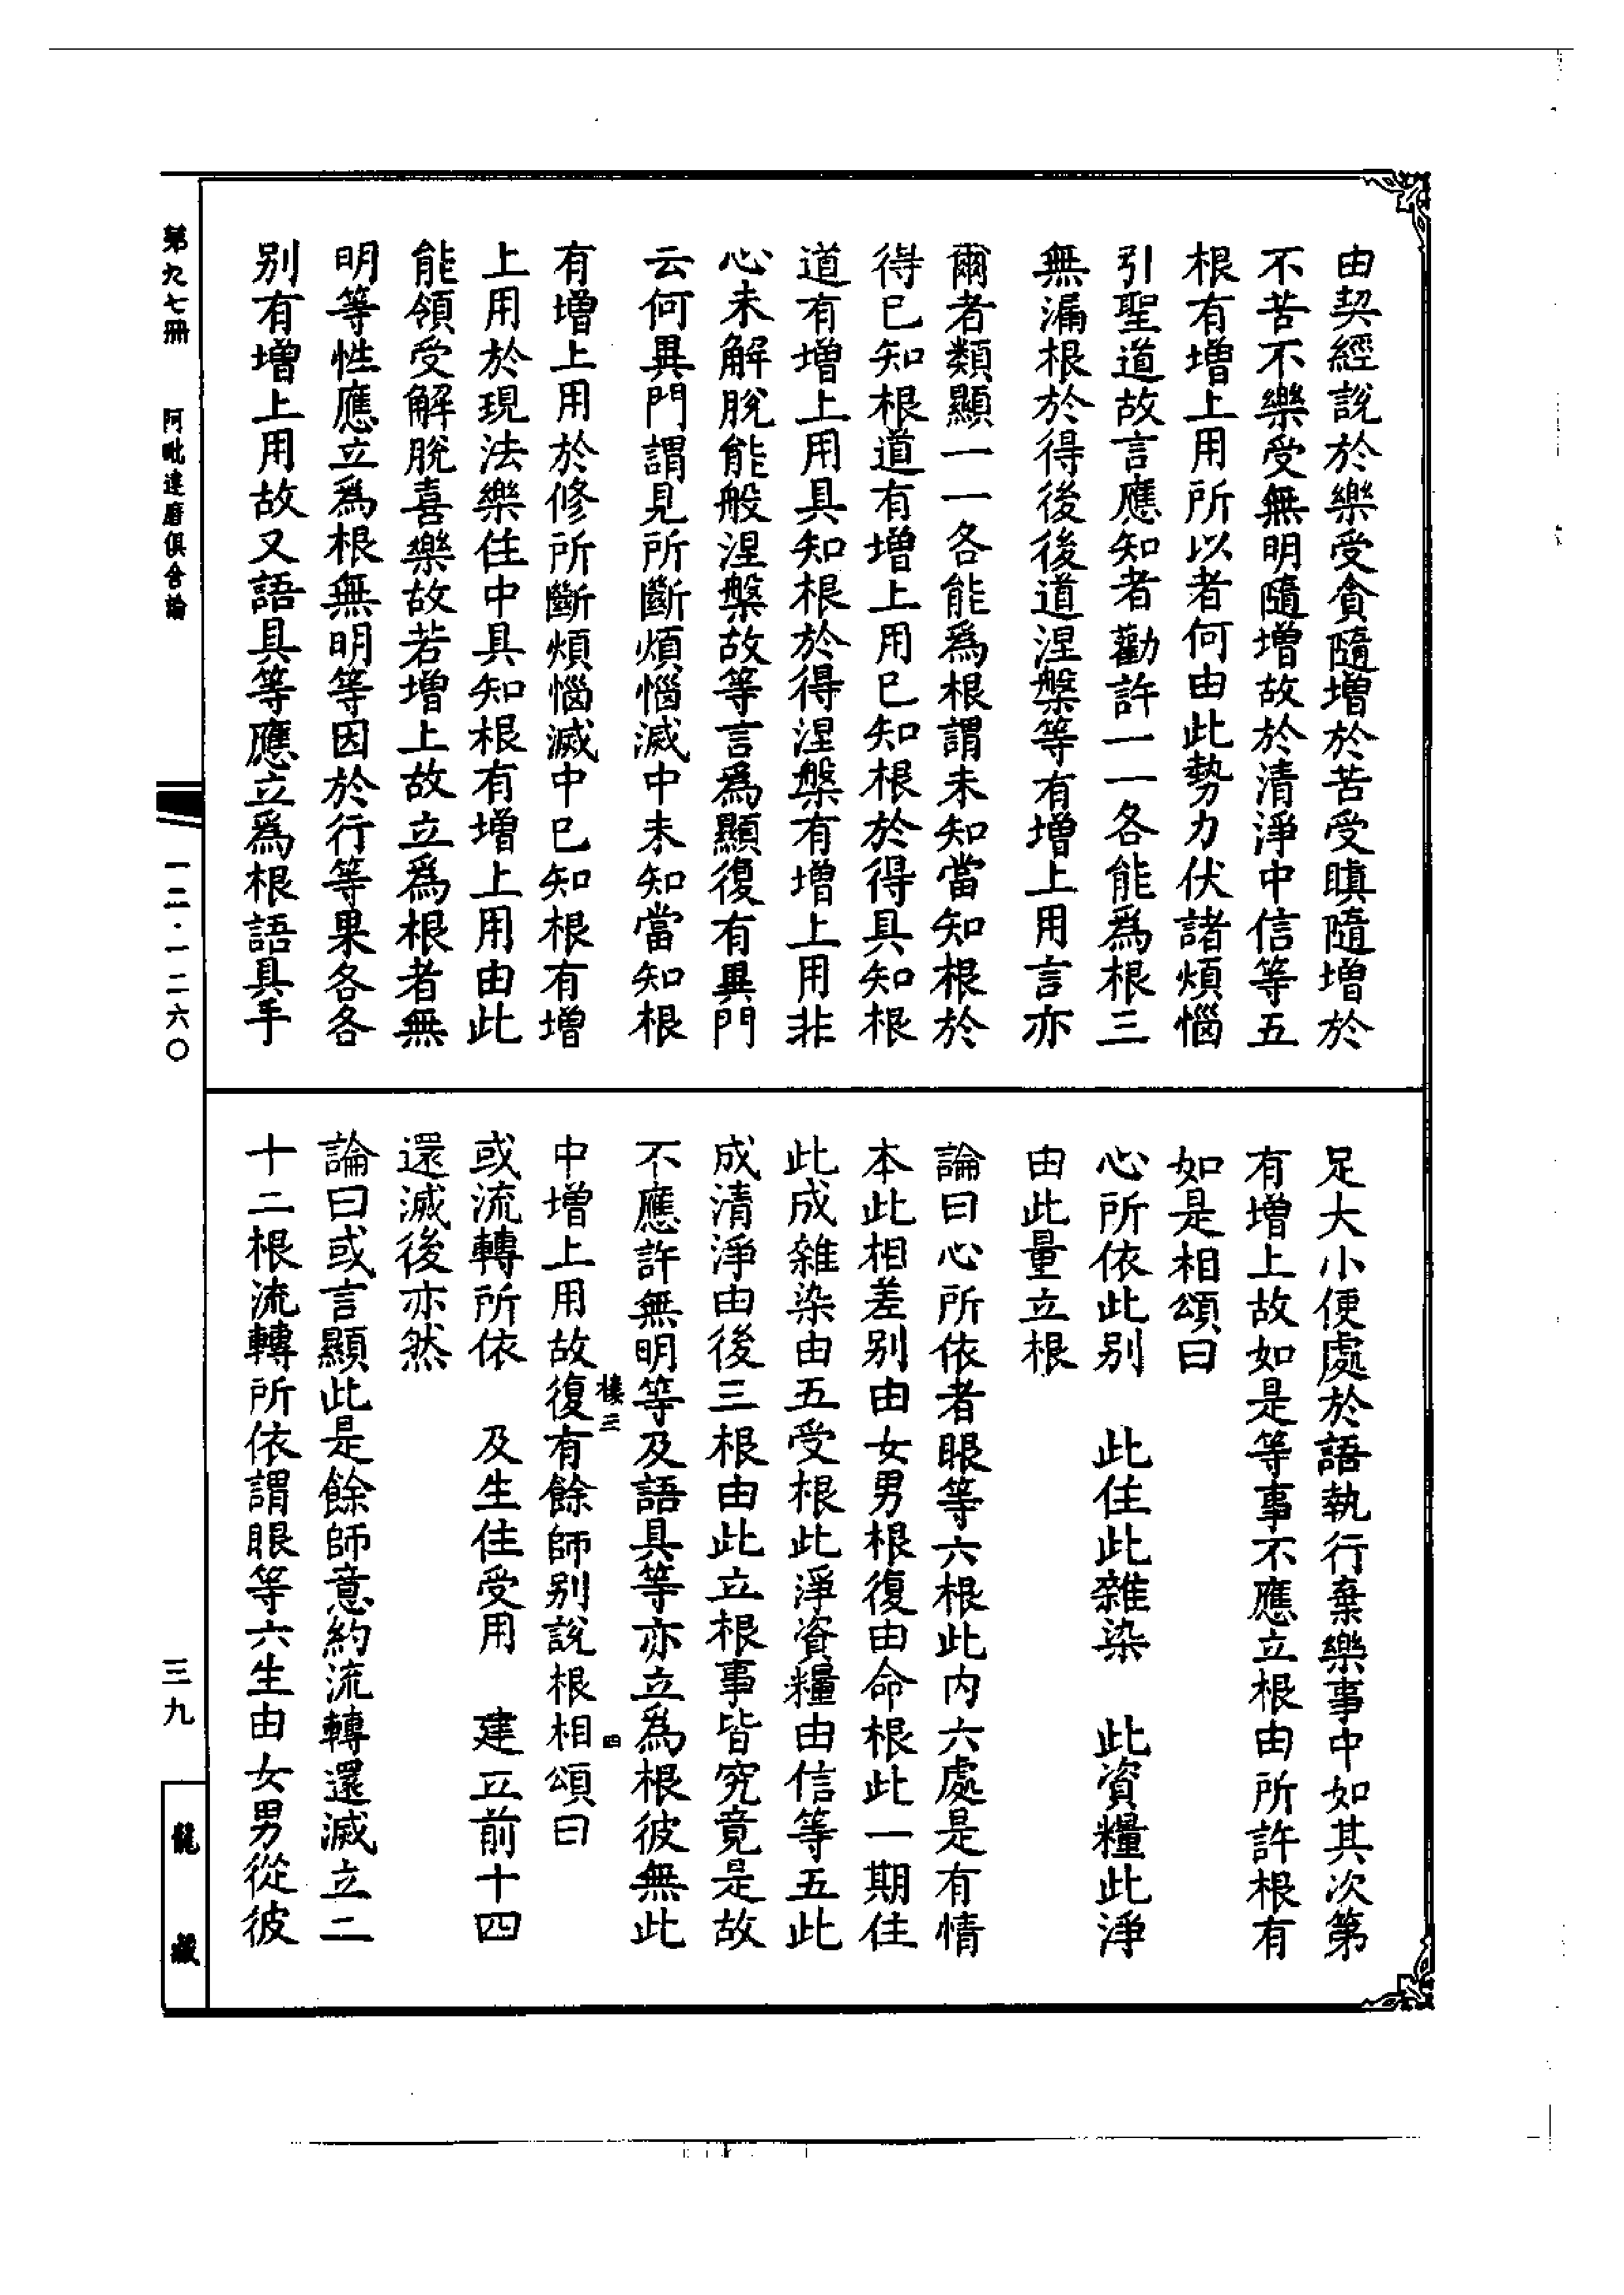 由契經說於樂受貪隨增於苦受瞋隨增於
不苦不樂受無明隨增故於清淨中信等五
根有增上用所以者何由此勢力伏諸煩惱
引聖道故言應知者勸許一一各能爲根三
無漏根於得後後道涅槃等有增上用言亦
爾者類顯一一各能爲根謂未知當知根於
得已知根道有增上用已知根於得具知根
道有增上用具知根於得涅槃有增上用非
心未解脫能般涅槃故等言爲顯復有異門
云何異門謂見所斷煩惱滅中未知當知根
有增上用於修所斷煩惱滅中已知根有增
上用於現法樂住中具知根有增上用由此
能領受解脫喜樂故若增上故立爲根者無
明等性應立爲根無明等因於行等果各各
別有增上用故又語具等應立爲根語具手
足大小便處於語執行棄樂事中如其次第
有增上故如是等事不應立根由所許根有
如是相頌曰
心所依此別　此住此雜染　此資糧此淨
由此量立根
論曰心所依者眼等六根此內六處是有情
本此相差別由女男根復由命根此一期住
此成雜染由五受根此淨資糧由信等五此
成清淨由後三根由此立根事皆究竟是故
不應許無明等及語具等亦立爲根彼無此
樓三　四
中增上用故復有餘師別說根相頌曰
或流轉所依　及生住受用　建立前十四
還滅後亦然
論曰或言顯此是餘師意約流轉還滅立二
十二根流轉所依謂眼等六生由女男從彼
第九七冊　阿毗達磨俱舍論　一二·一二六〇　三九
龍藏